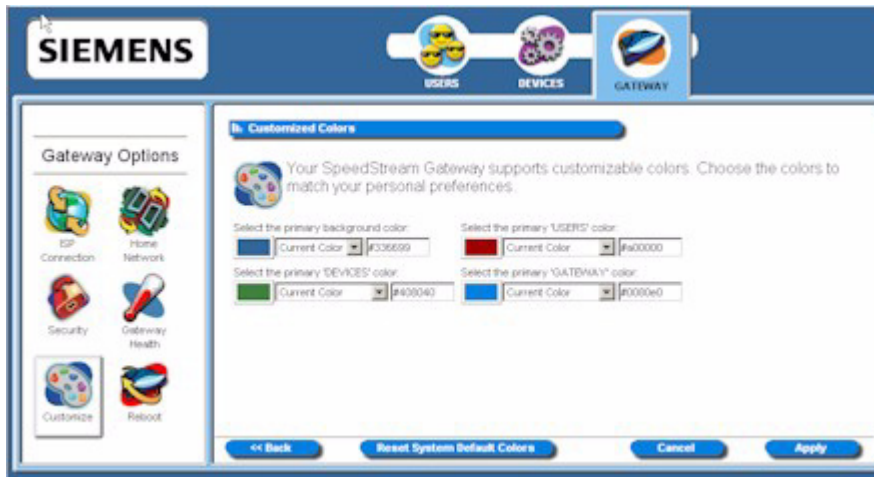 SIEMENS
USERS
DEVICES
GATEWAY
Gateway Options
ISP
Connection
Home
Network
Security
Gateway
Health
Customize
Reboot
Customized Colors
Your SpeedStream Gateway supports customizable colors. Choose the colors to
match your personal preferences.
Select the primary background color:
Select the primary 'USERS' color:
Current Color
#336699
Current Color
#a00000
Select the primary 'DEVICES' color:
Select the primary 'GATEWAY' color:
Current Color
#408040
Current Color
#0080e0
<< Back
Reset System Default Colors
Cancel
Apply